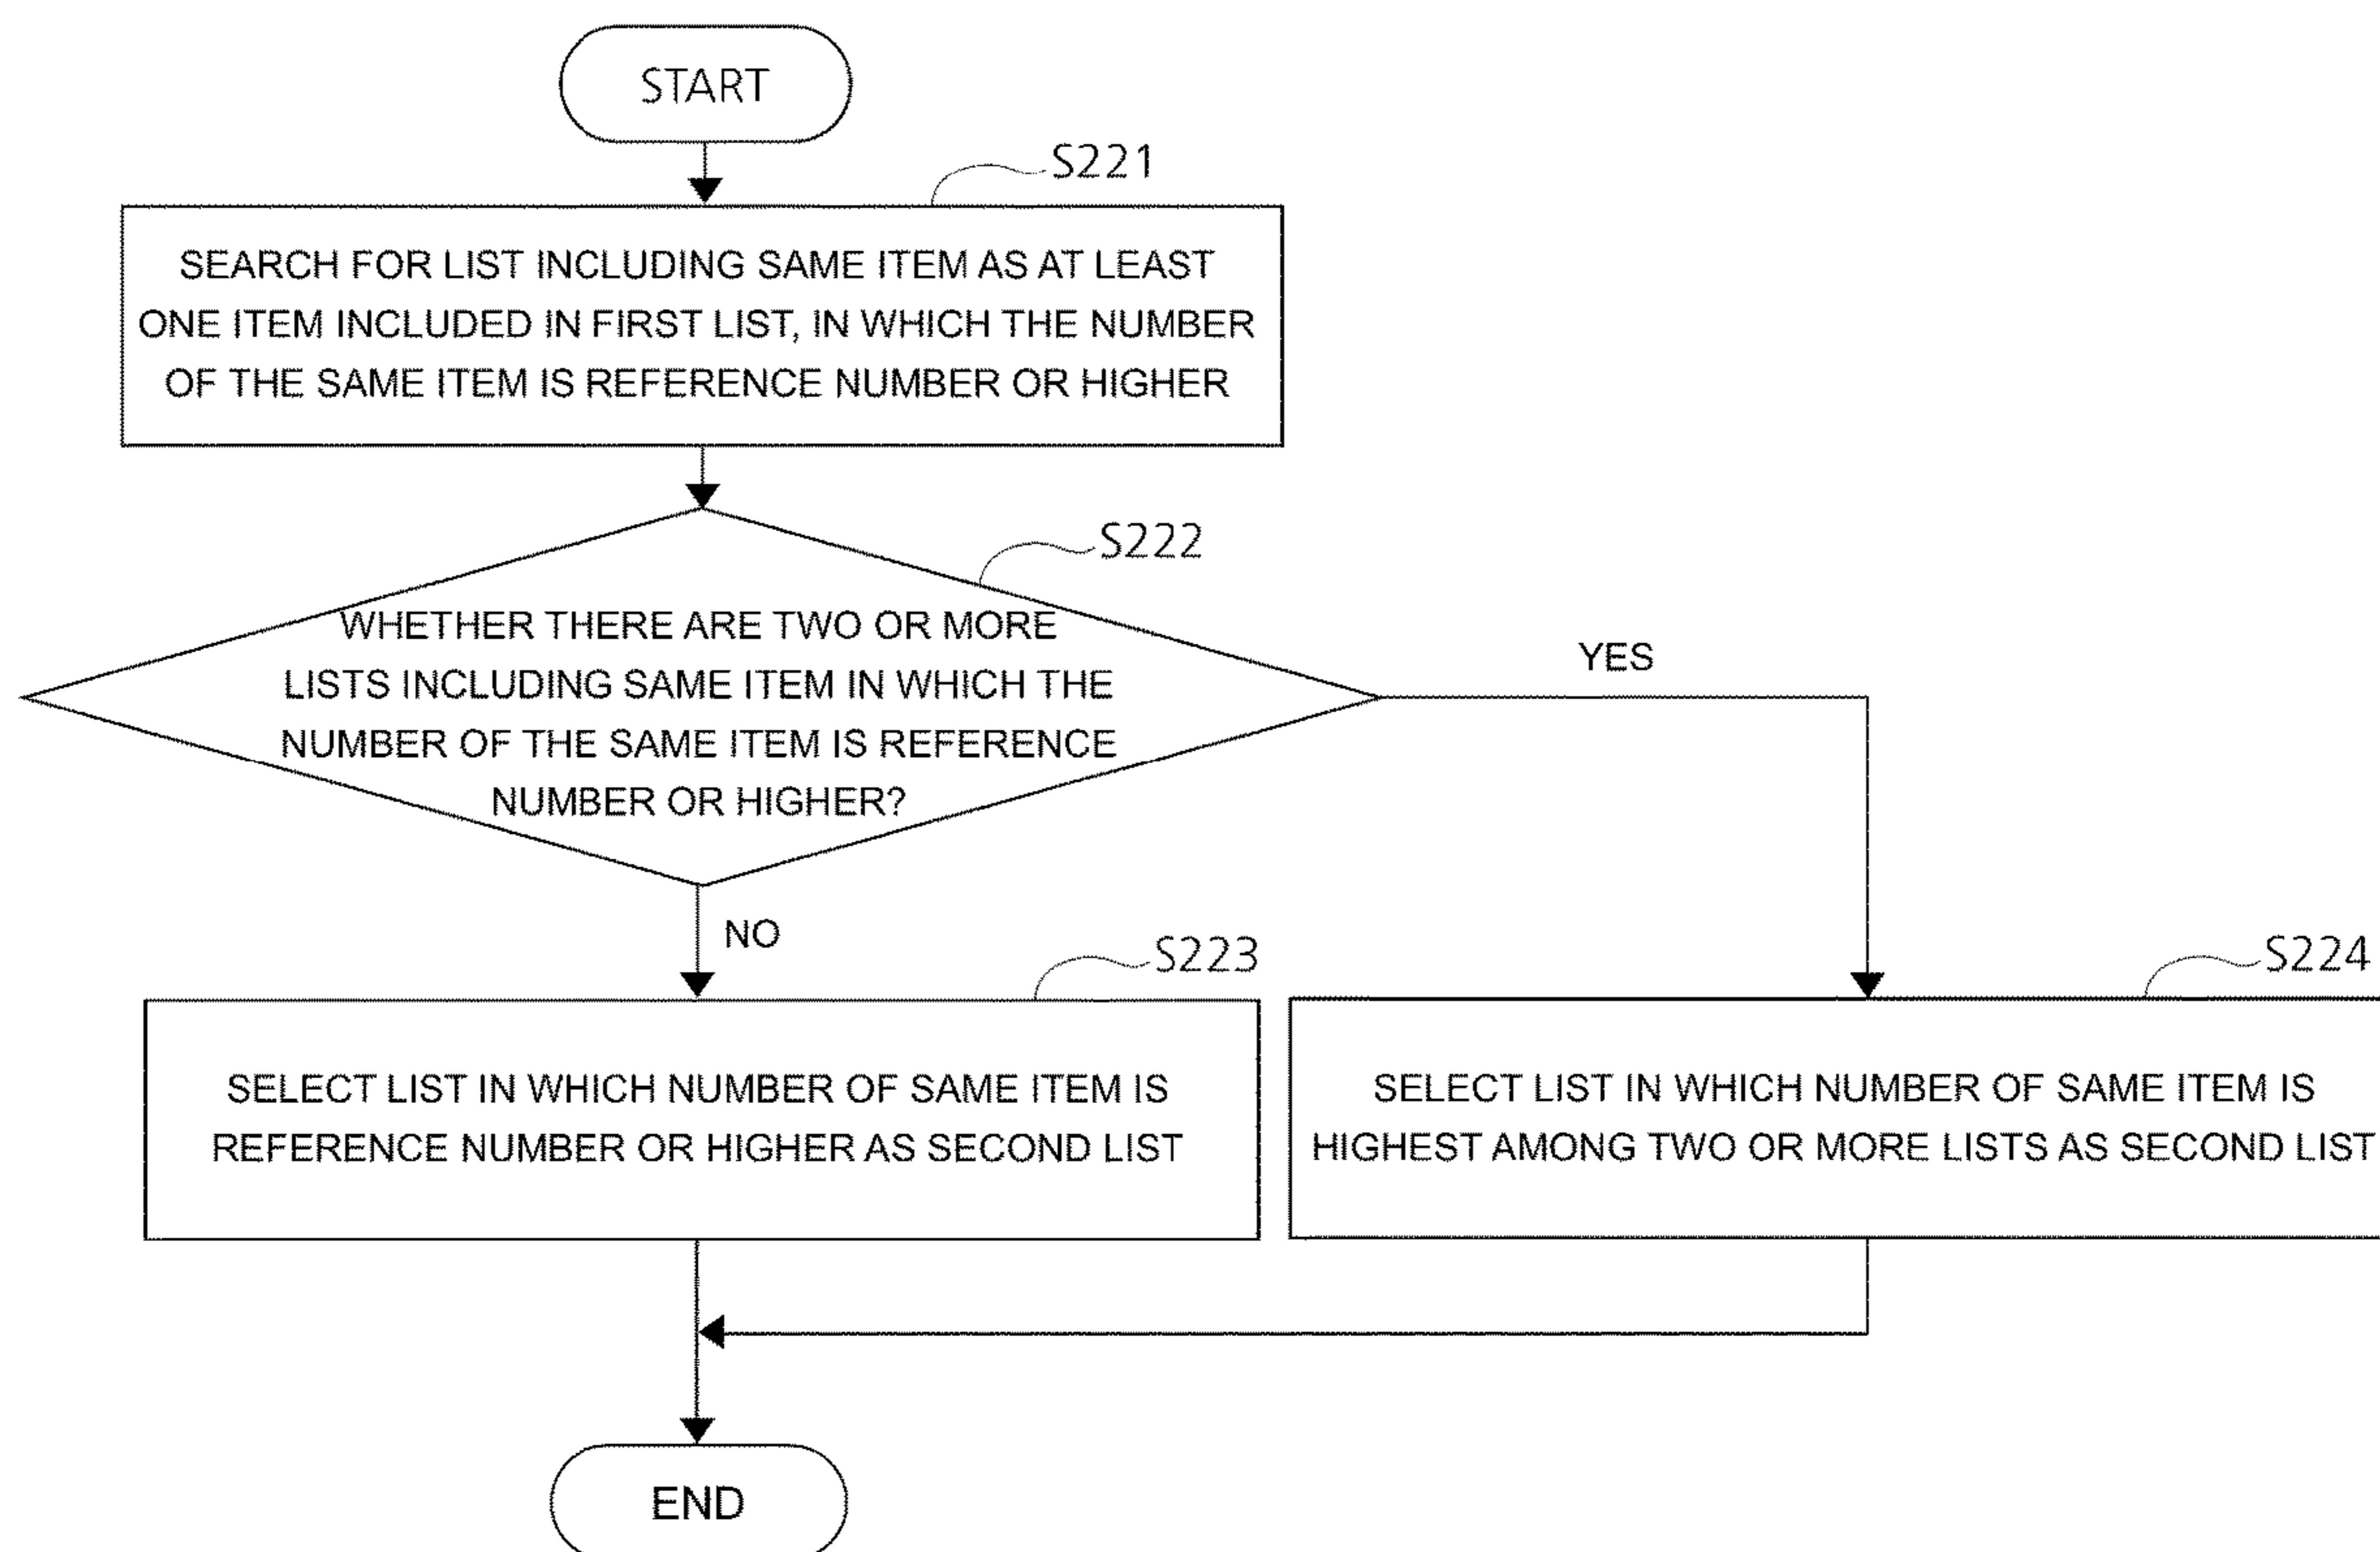 START
S221
SEARCH FOR LIST INCLUDING SAME ITEM AS AT LEAST
ONE ITEM INCLUDED IN FIRST LIST, IN WHICH THE NUMBER
OF THE SAME ITEM IS REFERENCE NUMBER OR HIGHER
S222
WHETHER THERE ARE TWO OR MORE
LISTS INCLUDING SAME ITEM IN WHICH THE
NUMBER OF THE SAME ITEM IS REFERENCE
NUMBER OR HIGHER?
YES
NO
S223
SELECT LIST IN WHICH NUMBER OF SAME ITEM IS
REFERENCE NUMBER OR HIGHER AS SECOND LIST
S224
SELECT LIST IN WHICH NUMBER OF SAME ITEM IS
HIGHEST AMONG TWO OR MORE LISTS AS SECOND LIST
END